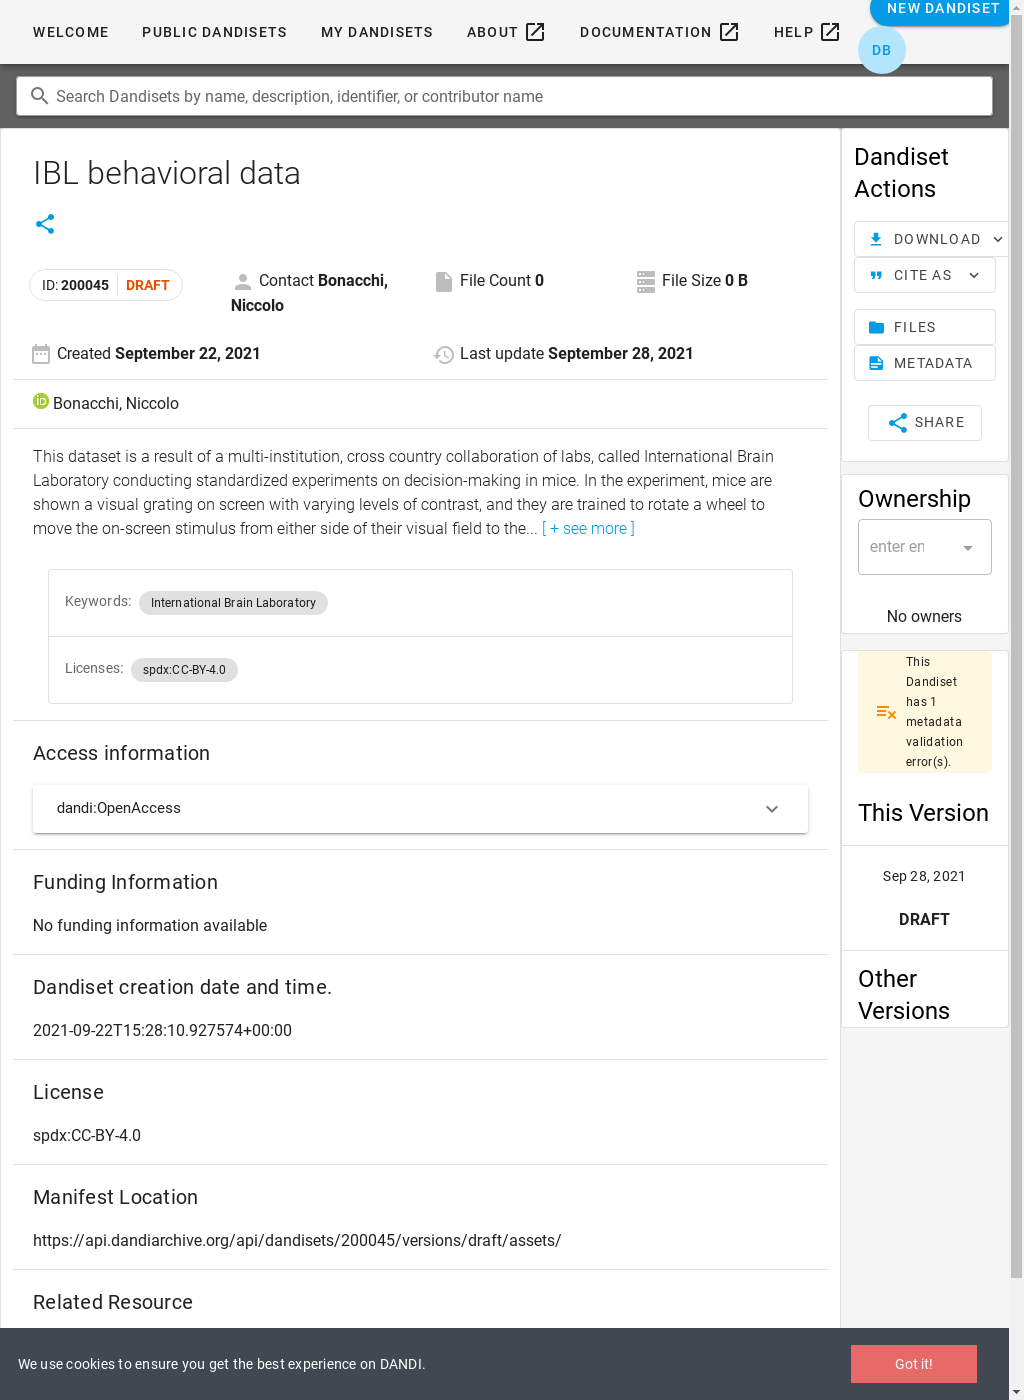 WELCOME
PUBLIC DANDISETS
MY DANDISETS
ABOUT
DOCUMENTATION
HELP
NEW DANDISET
DB
Search Dandisets by name, description, identifier, or contributor name
IBL behavioral data
ID: 200045 DRAFT
Contact Bonacchi,
Niccolo
File Count 0
File Size 0 B
Created September 22, 2021
Last update September 28, 2021
iD Bonacchi, Niccolo
This dataset is a result of a multi-institution, cross country collaboration of labs, called International Brain
Laboratory conducting standardized experiments on decision-making in mice. In the experiment, mice are
shown a visual grating on screen with varying levels of contrast, and they are trained to rotate a wheel to
move the on-screen stimulus from either side of their visual field to the... [ + see more ]
Keywords: International Brain Laboratory
Licenses: spdx:CC-BY-4.0
Access information
dandi:OpenAccess
Funding Information
No funding information available
Dandiset creation date and time.
2021-09-22T15:28:10.927574+00:00
License
spdx:CC-BY-4.0
Manifest Location
https://api.dandiarchive.org/api/dandisets/200045/versions/draft/assets/
Related Resource
Dandiset
Actions
DOWNLOAD
CITE AS
FILES
METADATA
SHARE
Ownership
enter en
No owners
This
Dandiset
has 1
metadata
validation
error(s).
This Version
Sep 28, 2021
DRAFT
Other
Versions
We use cookies to ensure you get the best experience on DANDI.
Got it!